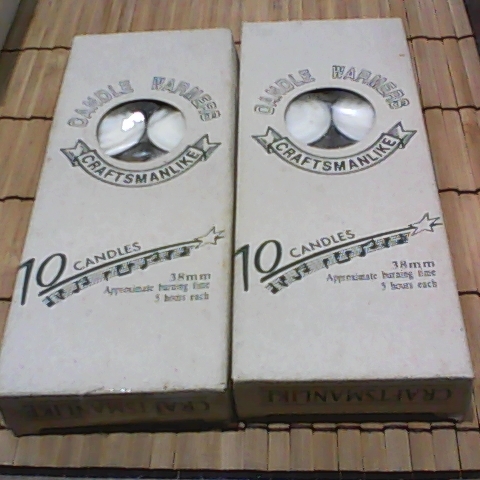 CANDLE WARMERS
CRAFTSMANLIKE
10 CANDLES
38mm
Approximate burning time
5 hours each
CRAFTSMANLIKE
CANDLE WARMERS
CRAFTSMANLIKE
10 CANDLES
38mm
Approximate burning time
5 hours each
CRAFTSMANLIKE